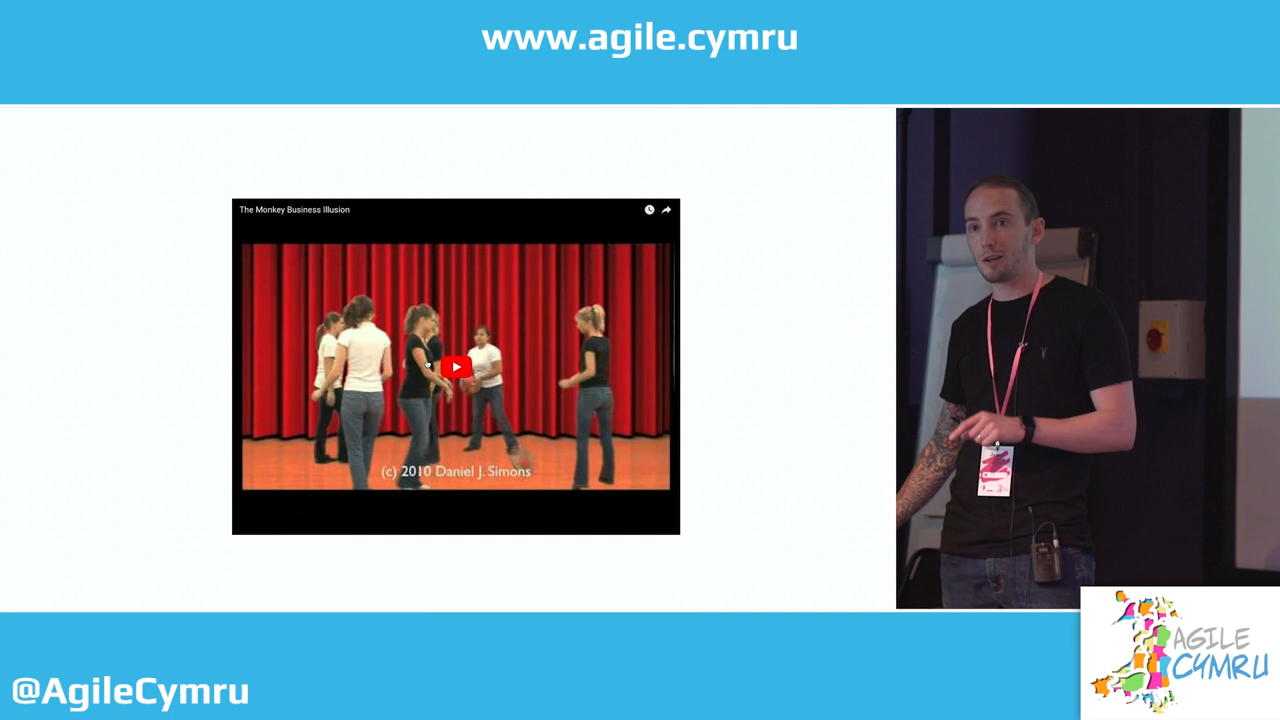 www.agile.cymru
The Monkey Business Illusion
(c) 2010 Daniel J. Simons
@AgileCymru
AGILE
CYMRU